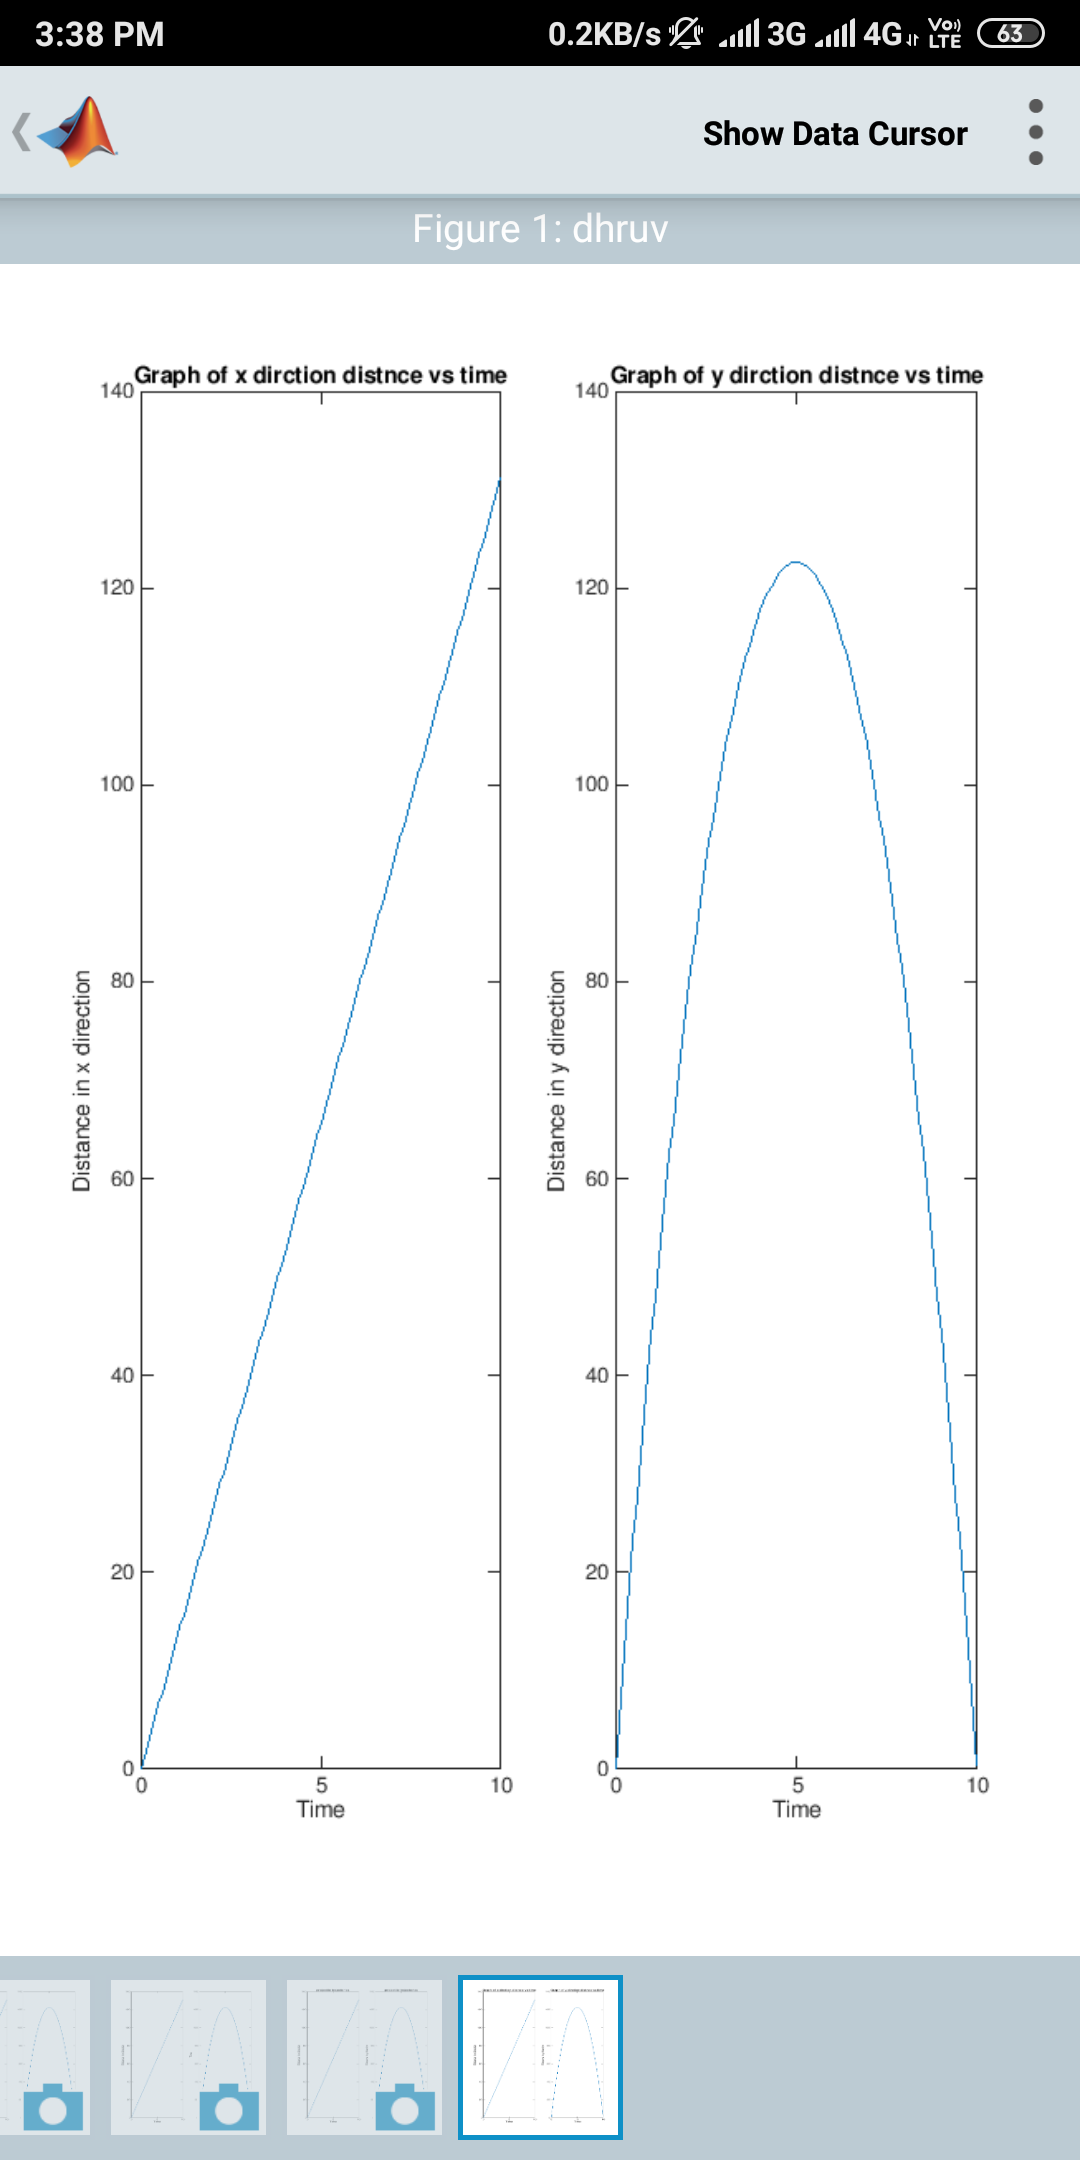 3:38 PM
0.2KB/s 3G 4G VoLTE 63
Show Data Cursor
Figure 1: dhruv
Graph of x dirction distnce vs time
140
120
100
80
60
40
20
0
Distance in x direction
0 5 10
Time
Graph of y dirction distnce vs time
140
120
100
80
60
40
20
0
Distance in y direction
0 5 10
Time